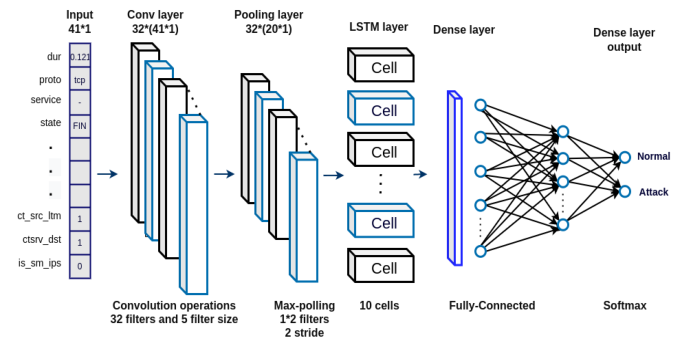 Input
41*1
Conv layer
32*(41*1)
Pooling layer
32*(20*1)
LSTM layer
Dense layer
Dense layer
output
dur
0.121
proto
tcp
service
-
state
FIN
ct_src_ltm
1
ctsrv_dst
1
is_sm_ips
0
Cell
Cell
Cell
Cell
Cell
Normal
Attack
Convolution operations
32 filters and 5 filter size
Max-polling
1*2 filters
2 stride
10 cells
Fully-Connected
Softmax